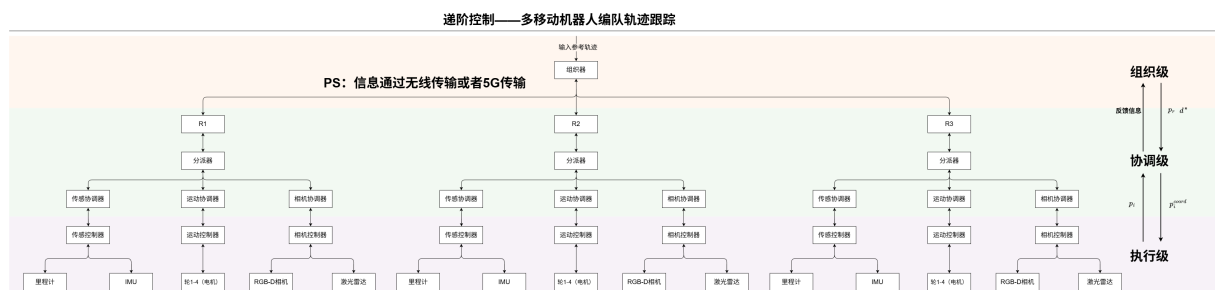 递阶控制——多移动机器人编队轨迹跟踪
输入参考轨迹
组织器
PS：信息通过无线传输或者5G传输
组织级
反馈信息
p_r d*
R1 R2 R3
分派器 分派器 分派器
协调级
传感协调器 运动协调器 相机协调器 传感协调器 运动协调器 相机协调器 传感协调器 运动协调器 相机协调器
p_i p_i^{coord}
传感控制器 运动控制器 相机控制器 传感控制器 运动控制器 相机控制器 传感控制器 运动控制器 相机控制器
执行级
里程计 IMU 轮1-4（电机） RGB-D相机 激光雷达 里程计 IMU 轮1-4（电机） RGB-D相机 激光雷达 里程计 IMU 轮1-4（电机） RGB-D相机 激光雷达